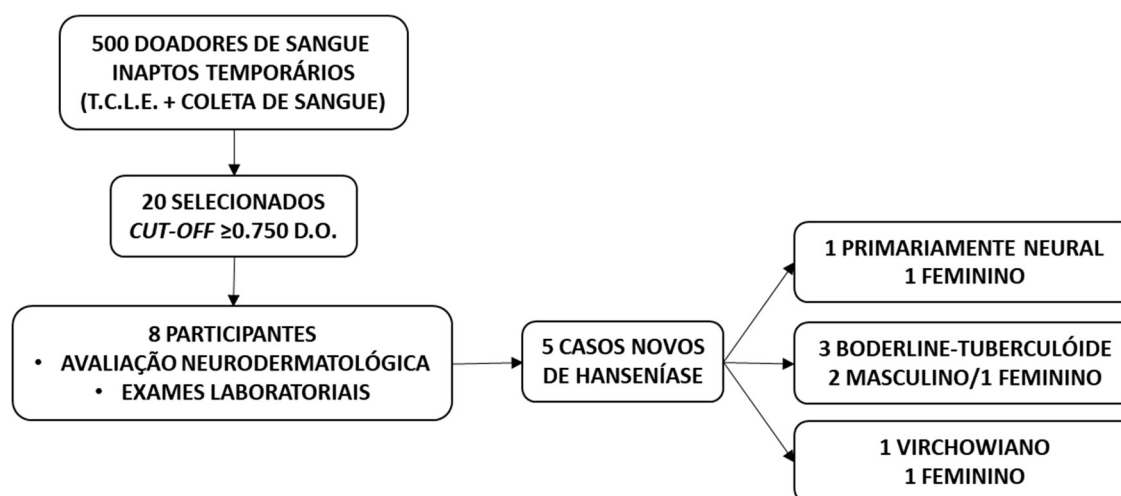 500 DOADORES DE SANGUE
INAPTOS TEMPORÁRIOS
(T.C.L.E. + COLETA DE SANGUE)
20 SELECIONADOS
CUT-OFF ≥0.750 D.O.
8 PARTICIPANTES
• AVALIAÇÃO NEURODERMATOLÓGICA
• EXAMES LABORATORIAIS
5 CASOS NOVOS
DE HANSENÍASE
1 PRIMARIAMENTE NEURAL
1 FEMININO
3 BODERLINE-TUBERCULÓIDE
2 MASCULINO/1 FEMININO
1 VIRCHOWIANO
1 FEMININO